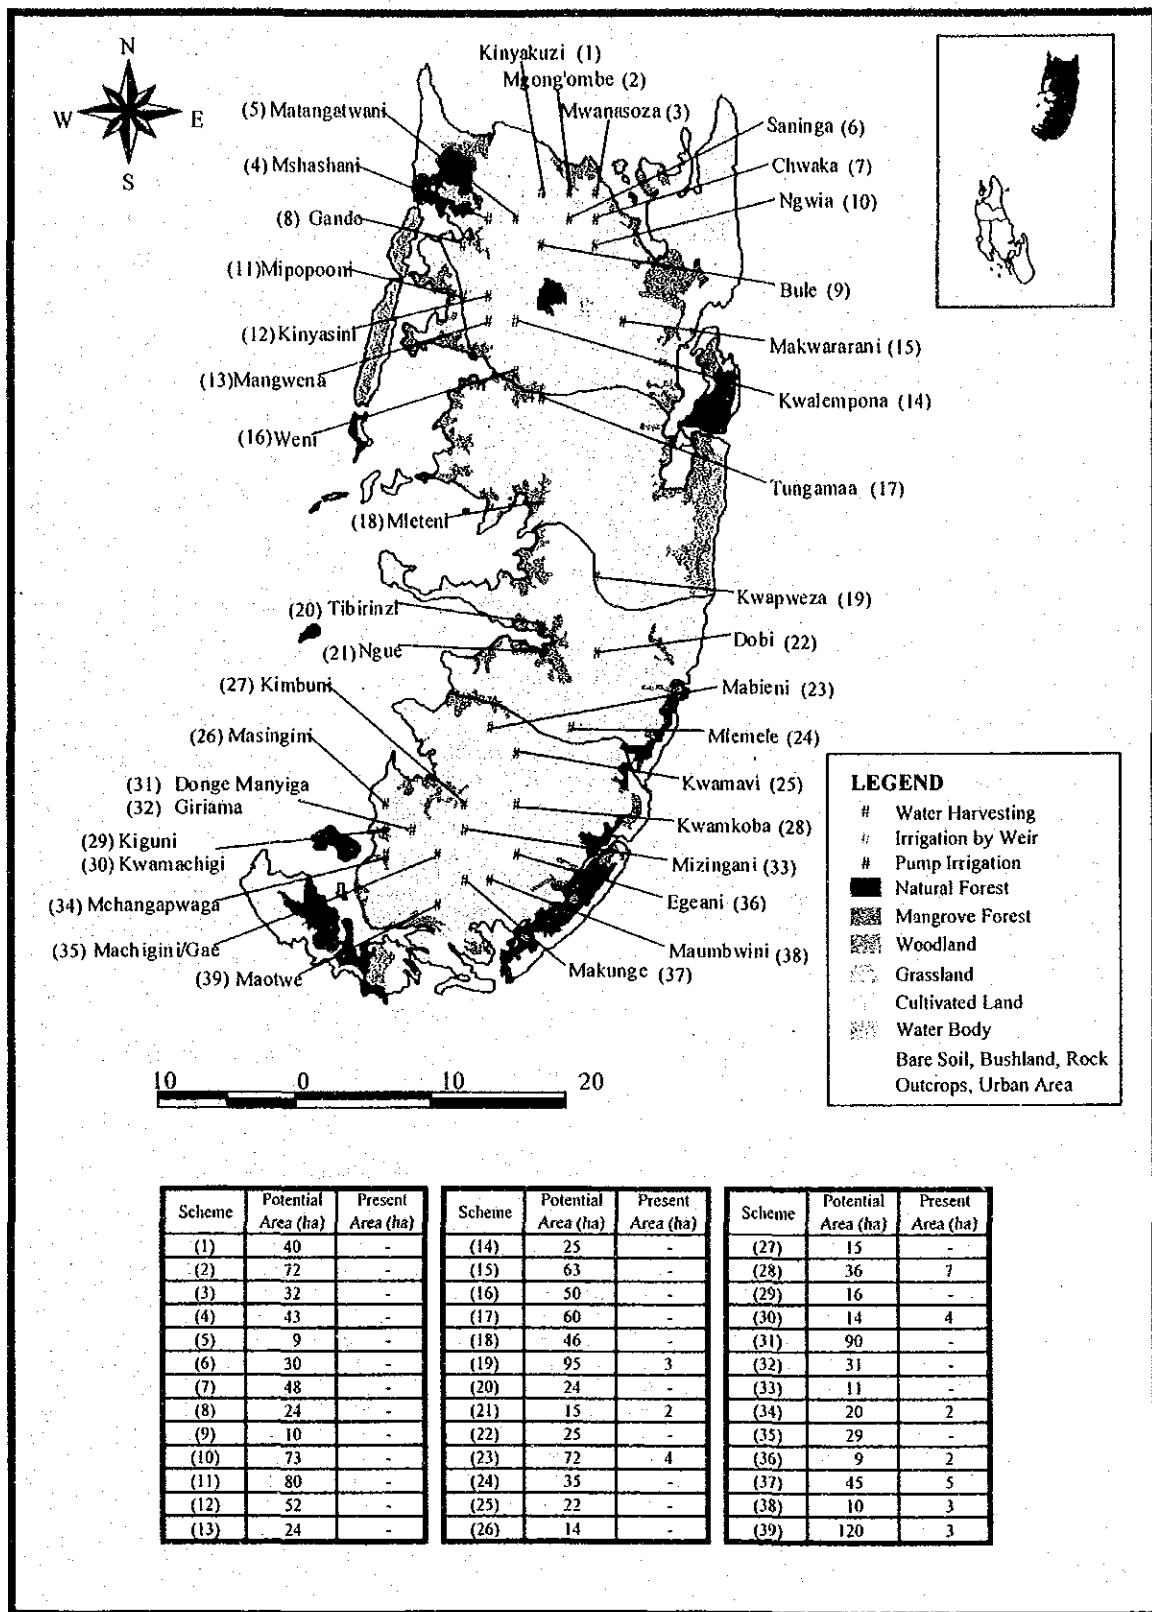 N
W E
S
Kinyakuzi (1)
Mgong'ombe (2)
Mwanasoza (3)
(5) Matangatwani
Saninga (6)
(4) Mshashani
Chwaka (7)
Ngwia (10)
(8) Gando
(11)Mipopooni
Bule (9)
(12) Kinyasini
Makwararani (15)
(13)Mangwena
Kwalempona (14)
(16)Weni
Tungamaa (17)
(18)Mleteni
Kwapweza (19)
(20) Tibirinzi
Dobi (22)
(21) Ngue
(27) Kimbuni
Mabieni (23)
(26) Masingini
Mlemele (24)
(31) Donge Manyiga
(32) Giriama
Kwamavi (25)
(29) Kiguni
(30) Kwamachigi
Kwamkoba (28)
Mizingani (33)
(34) Mchangapwaga
Egeani (36)
(35) Machigini/Gae
Maumbwini (38)
(39) Maotwe
Makunge (37)
LEGEND
# Water Harvesting
# Irrigation by Weir
# Pump Irrigation
Natural Forest
Mangrove Forest
Woodland
Grassland
Cultivated Land
Water Body
Bare Soil, Bushland, Rock
Outcrops, Urban Area
10 0 10 20
Scheme Potential Area (ha) Present Area (ha)
(1) 40 -
(2) 72 -
(3) 32 -
(4) 43 -
(5) 9 -
(6) 30 -
(7) 48 -
(8) 24 -
(9) 10 -
(10) 73 -
(11) 80 -
(12) 52 -
(13) 24 -
Scheme Potential Area (ha) Present Area (ha)
(14) 25 -
(15) 63 -
(16) 50 -
(17) 60 -
(18) 46 -
(19) 95 3
(20) 24 -
(21) 15 2
(22) 25 -
(23) 72 4
(24) 35 -
(25) 22 -
(26) 14 -
Scheme Potential Area (ha) Present Area (ha)
(27) 15 -
(28) 36 7
(29) 16 -
(30) 14 4
(31) 90 -
(32) 31 -
(33) 11 -
(34) 20 2
(35) 29 -
(36) 9 2
(37) 45 5
(38) 10 3
(39) 120 3